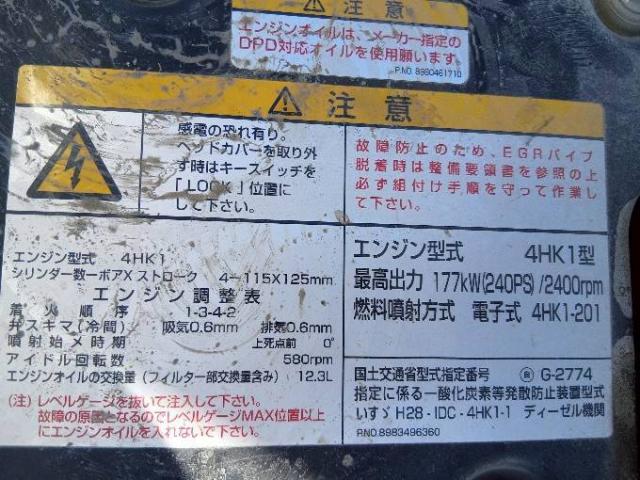 注意
エンジンオイルは、メーカー指定の
DPD対応オイルを使用願います。
P.NO. 8980461710
注意
感電の恐れ有り、
ヘッドカバーを取り外
す時はキースイッチを
「LOCK」位置に
して下さい。
故障防止のため、EGRパイプ
脱着時は整備要領書を参照の上
必ず組付け手順を守って作業し
て下さい。
エンジン型式 4HK1
シリンダー数ーボアXストローク 4-115X125mm
エンジン調整表
着火順序 1-3-4-2
弁スキマ(冷間) 吸気0.6mm 排気0.6mm
噴射始メ時期 上死点前 0°
アイドル回転数 580rpm
エンジンオイルの交換量(フィルター部交換量含み) 12.3L
(注)レベルゲージを抜いて注入して下さい。
故障の原因となるのでレベルゲージMAX位置以上
にエンジンオイルを入れないで下さい。
エンジン型式 4HK1型
最高出力 177kW(240PS)/2400rpm
燃料噴射方式 電子式 4HK1-201
国土交通省型式指定番号 G-2774
指定に係る一酸化炭素等発散防止装置型式
いすゞ H28-IDC-4HK1-1 ディーゼル機関
P.NO.8983496360